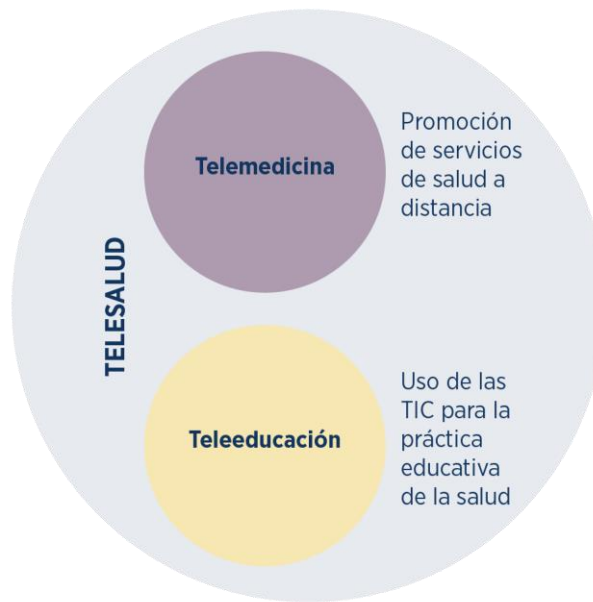 TELESALUD
Telemedicina
Promoción
de servicios
de salud a
distancia
Teleeducación
Uso de las
TIC para la
práctica
educativa
de la salud